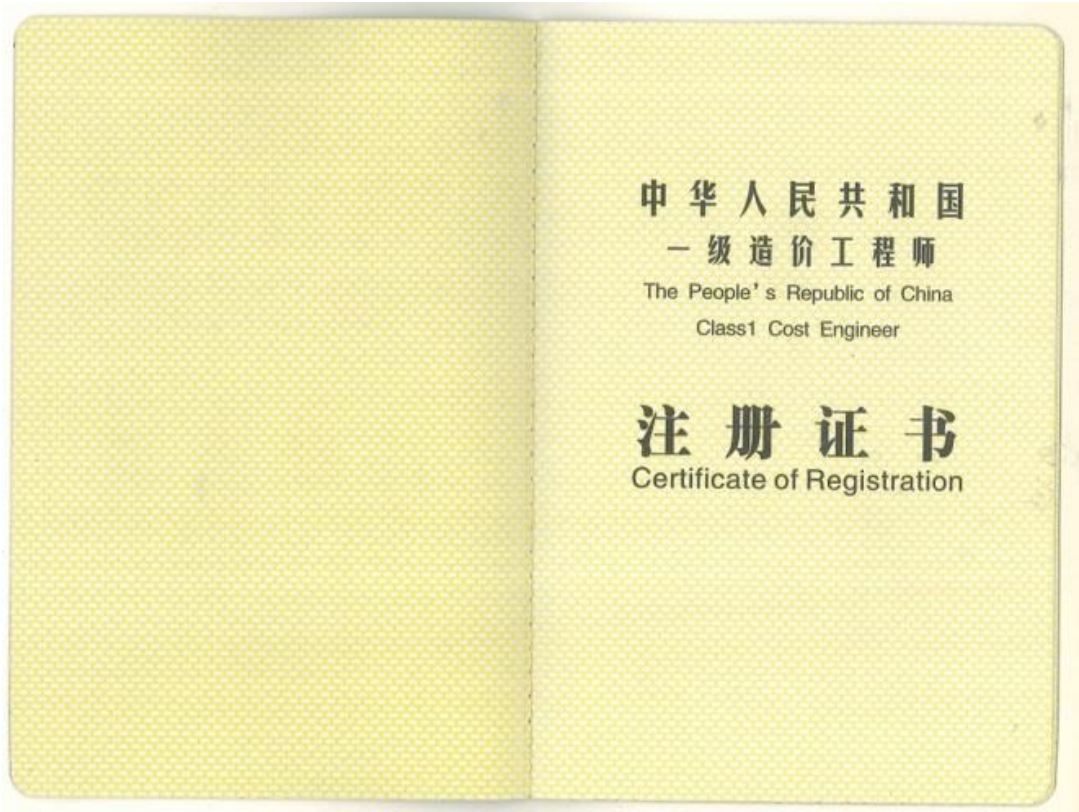 中华人民共和国
一级造价工程师
The People's Republic of China
Class1 Cost Engineer
注册证书
Certificate of Registration